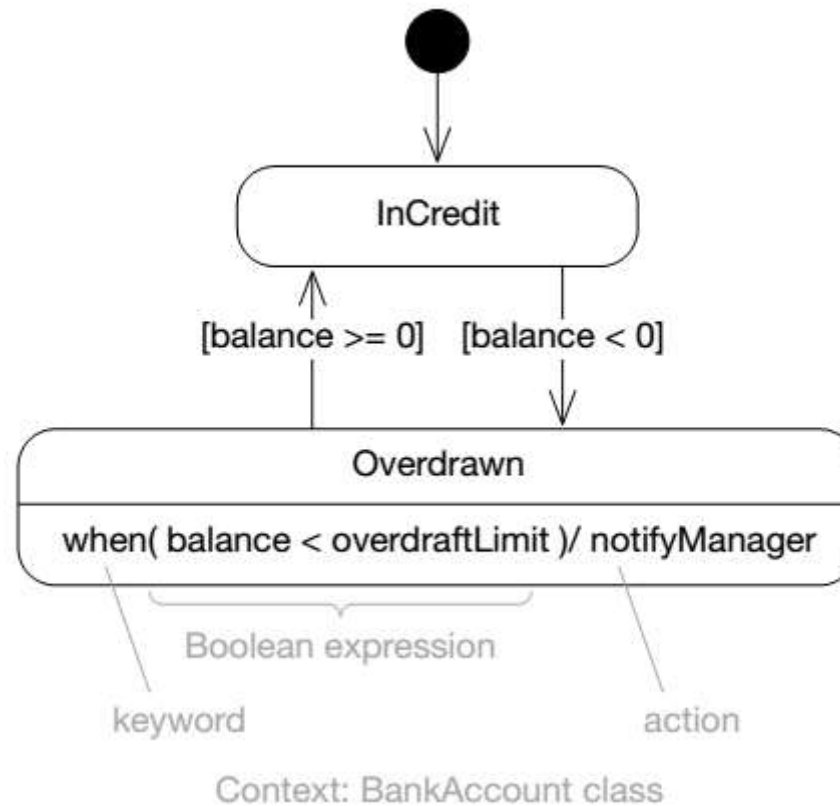 InCredit
[balance >= 0] [balance < 0]
Overdrawn
when( balance < overdraftLimit )/ notifyManager
Boolean expression
keyword action
Context: BankAccount class